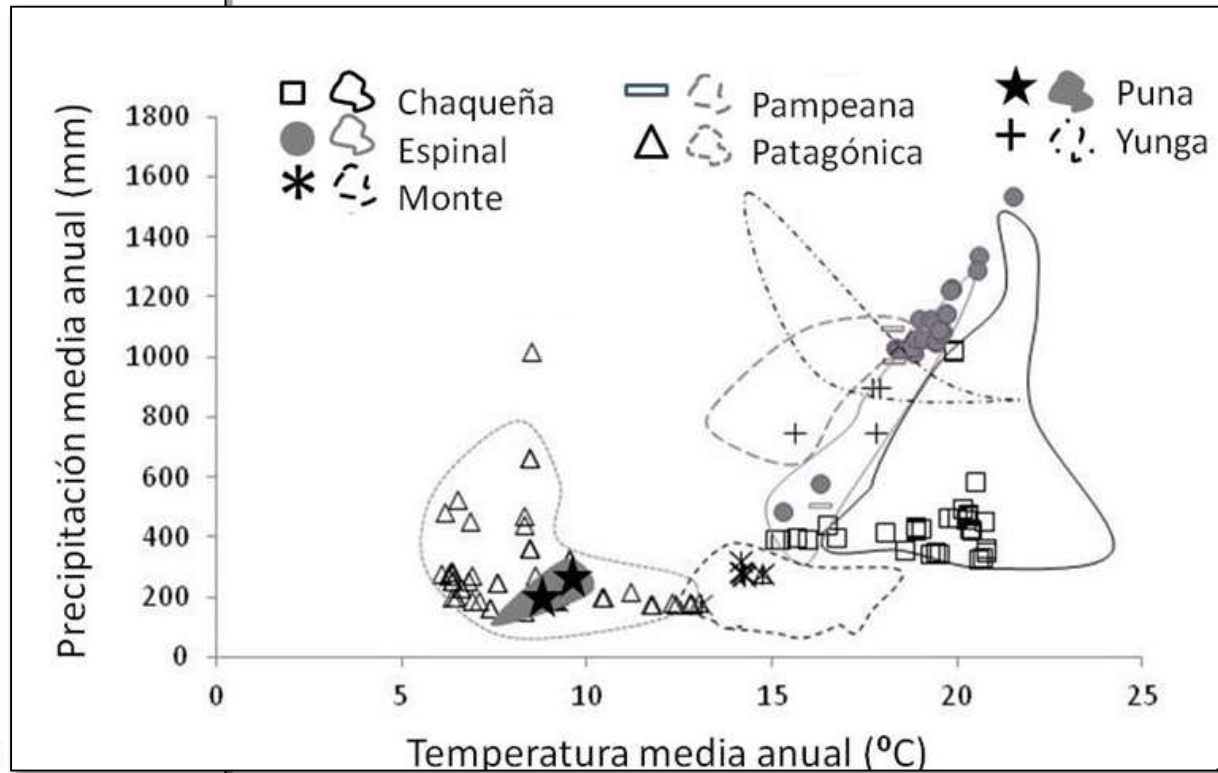 Chaqueña
Pampeana
Puna
Espinal
Patagónica
Yunga
Monte
Precipitación media anual (mm)
1800
1600
1400
1200
1000
800
600
400
200
0
0 5 10 15 20 25
Temperatura media anual (ºC)